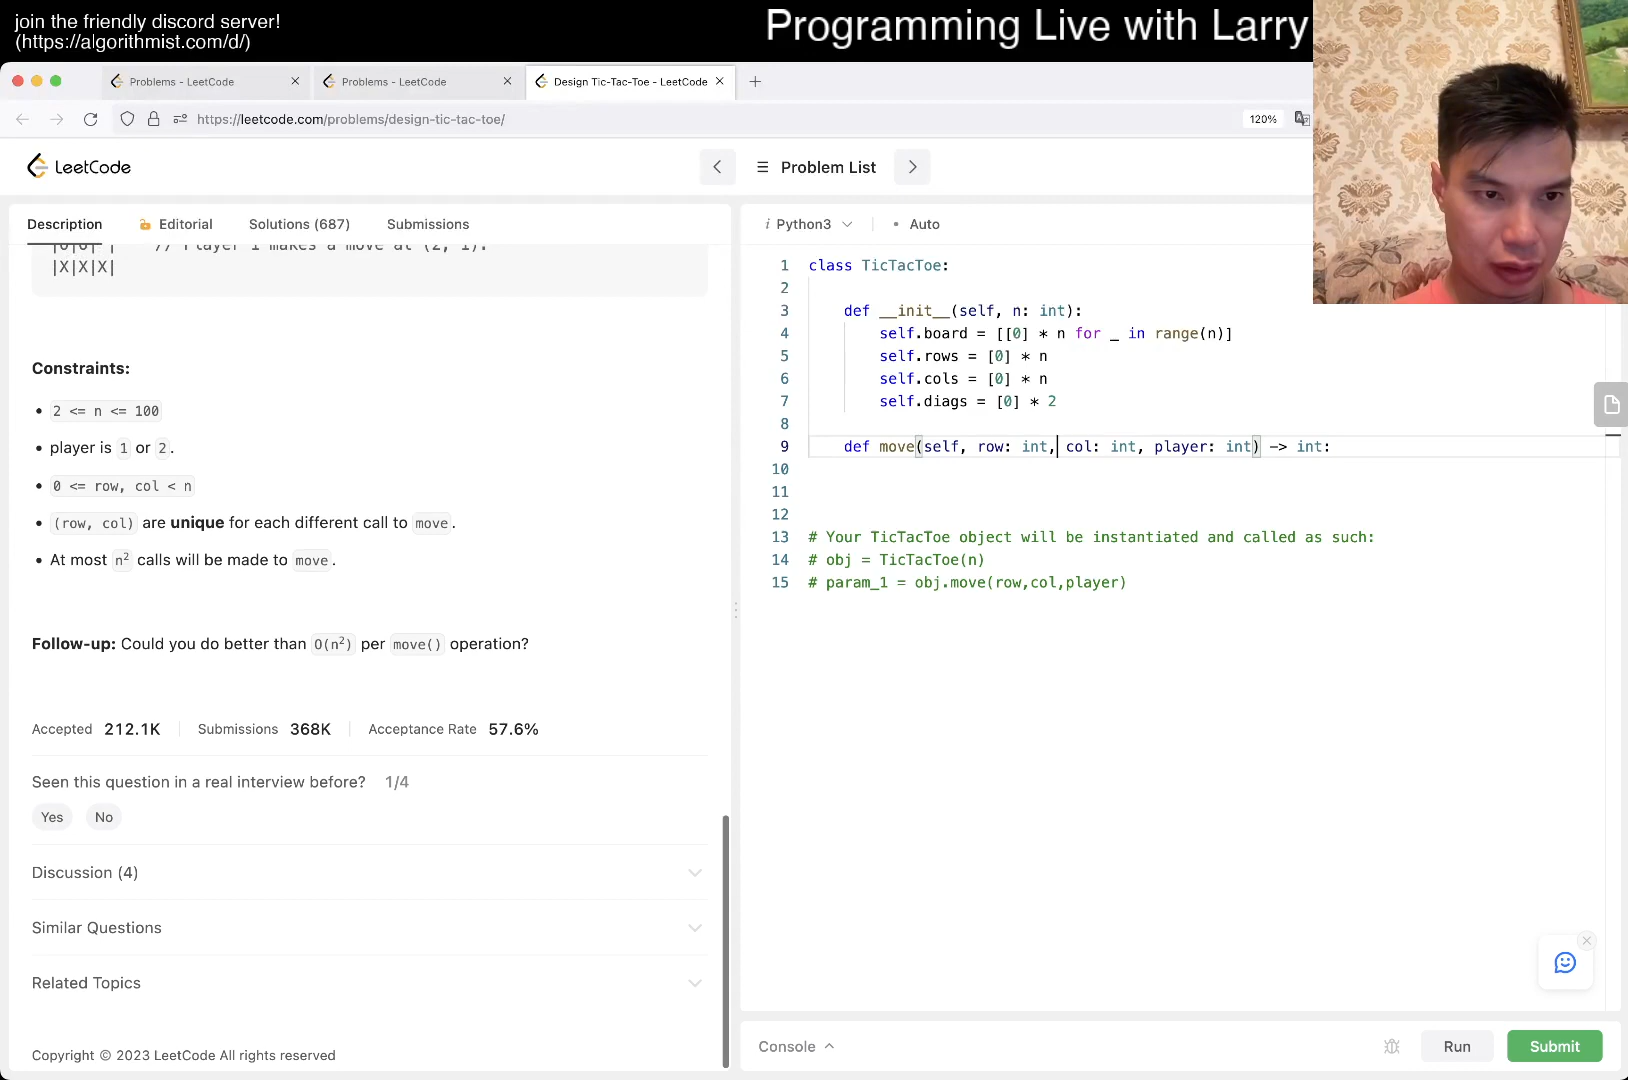 join the friendly discord server!
(https://algorithmist.com/d/)
Programming Live with Larry
Problems - LeetCode
Problems - LeetCode
Design Tic-Tac-Toe - LeetCode
https://leetcode.com/problems/design-tic-tac-toe/
120%
LeetCode
Problem List
Description
Editorial
Solutions (687)
Submissions
i Python3
• Auto
|O|O| | // Player 1 makes a move at (2, 1).
|X|X|X|
Constraints:
• 2 <= n <= 100
• player is 1 or 2.
• 0 <= row, col < n
• (row, col) are unique for each different call to move.
• At most n² calls will be made to move.
Follow-up: Could you do better than O(n²) per move() operation?
Accepted 212.1K Submissions 368K Acceptance Rate 57.6%
Seen this question in a real interview before? 1/4
Yes No
Discussion (4)
Similar Questions
Related Topics
Copyright © 2023 LeetCode All rights reserved
1 class TicTacToe:
2
3 def __init__(self, n: int):
4 self.board = [[0] * n for _ in range(n)]
5 self.rows = [0] * n
6 self.cols = [0] * n
7 self.diags = [0] * 2
8
9 def move(self, row: int, col: int, player: int) -> int:
10
11
12
13 # Your TicTacToe object will be instantiated and called as such:
14 # obj = TicTacToe(n)
15 # param_1 = obj.move(row,col,player)
Console
Run
Submit